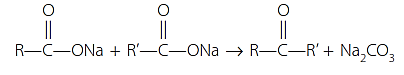 O O O
R—C—ONa + R′—C—ONa → R—C—R′ + Na₂CO₃